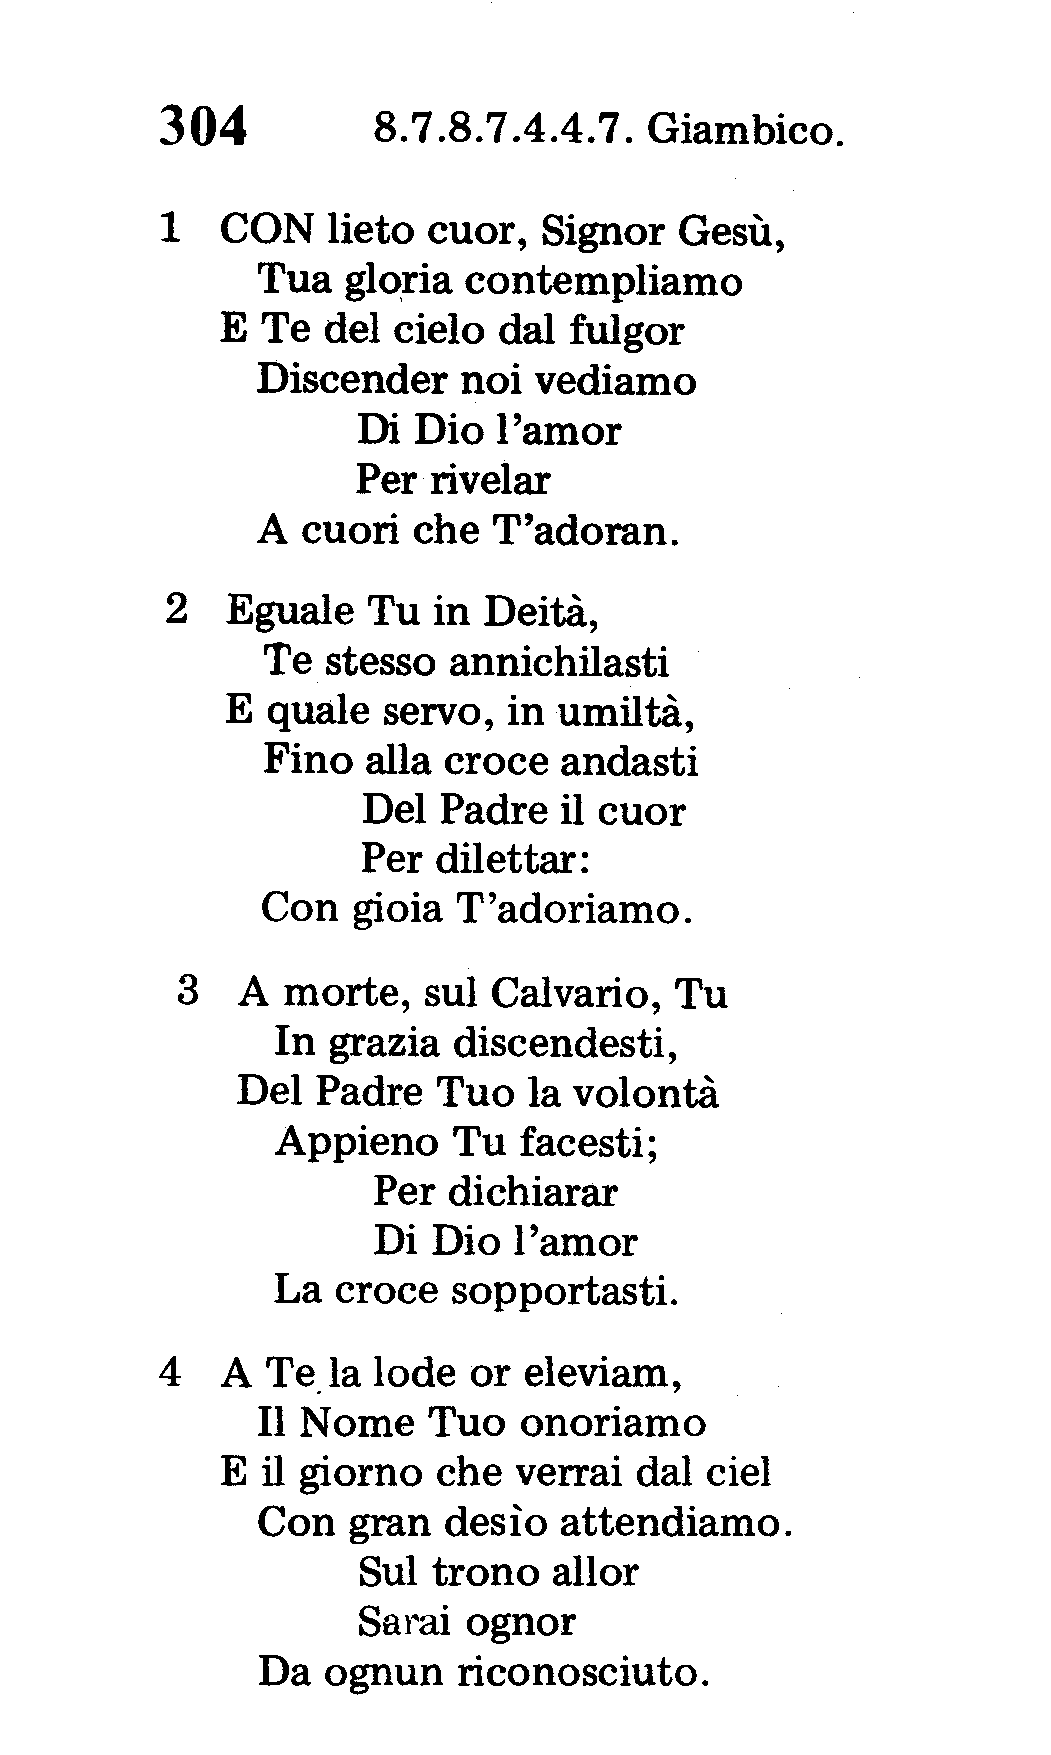 304 8.7.8.7.4.4.7. Giambico.
1 CON lieto cuor, Signor Gesù,
Tua gloria contempliamo
E Te del cielo dal fulgor
Discender noi vediamo
Di Dio l’amor
Per rivelar
A cuori che T’adoran.
2 Eguale Tu in Deità,
Te stesso annichilasti
E quale servo, in umiltà,
Fino alla croce andasti
Del Padre il cuor
Per dilettar:
Con gioia T’adoriamo.
3 A morte, sul Calvario, Tu
In grazia discendesti,
Del Padre Tuo la volontà
Appieno Tu facesti;
Per dichiarar
Di Dio l’amor
La croce sopportasti.
4 A Te la lode or eleviam,
Il Nome Tuo onoriamo
E il giorno che verrai dal ciel
Con gran desìo attendiamo.
Sul trono allor
Sarai ognor
Da ognun riconosciuto.